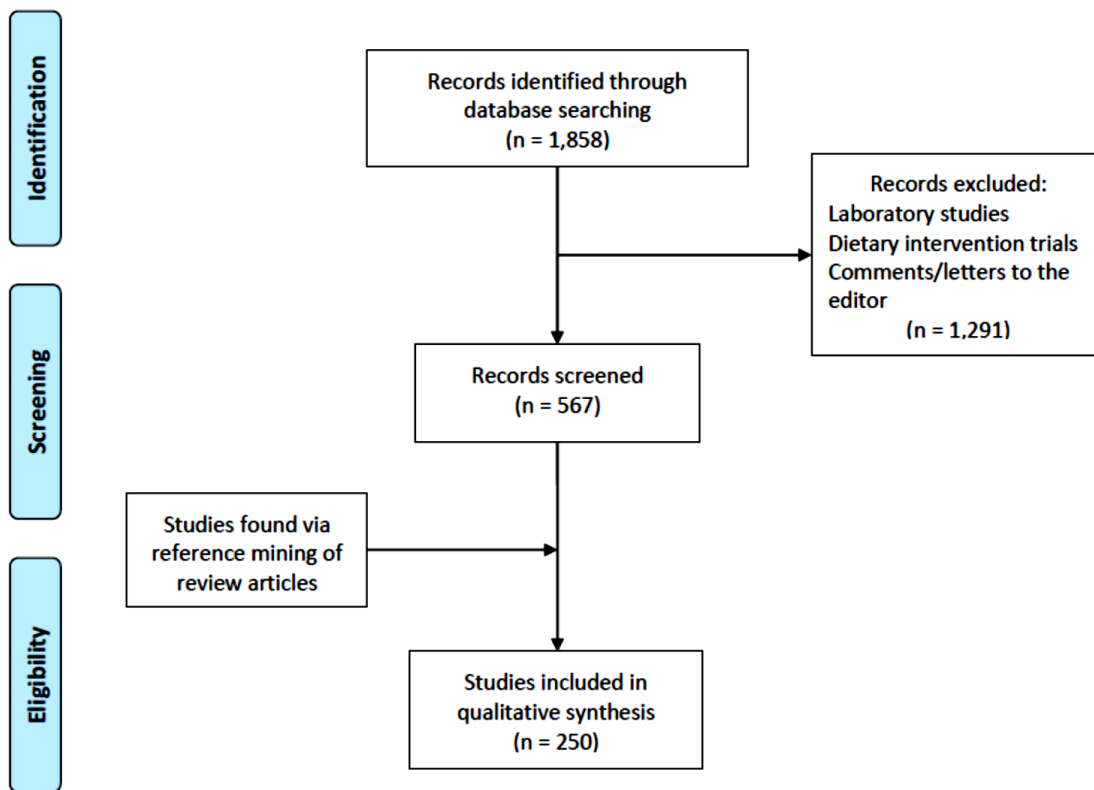 Identification
Records identified through
database searching
(n = 1,858)
Records excluded:
Laboratory studies
Dietary intervention trials
Comments/letters to the
editor
(n = 1,291)
Screening
Records screened
(n = 567)
Studies found via
reference mining of
review articles
Eligibility
Studies included in
qualitative synthesis
(n = 250)